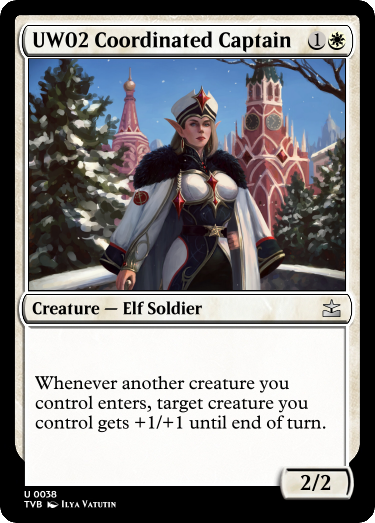 UW02 Coordinated Captain 1
Creature — Elf Soldier
Whenever another creature you
control enters, target creature you
control gets +1/+1 until end of turn.
2/2
U 0038
TVB Ilya Vatutin